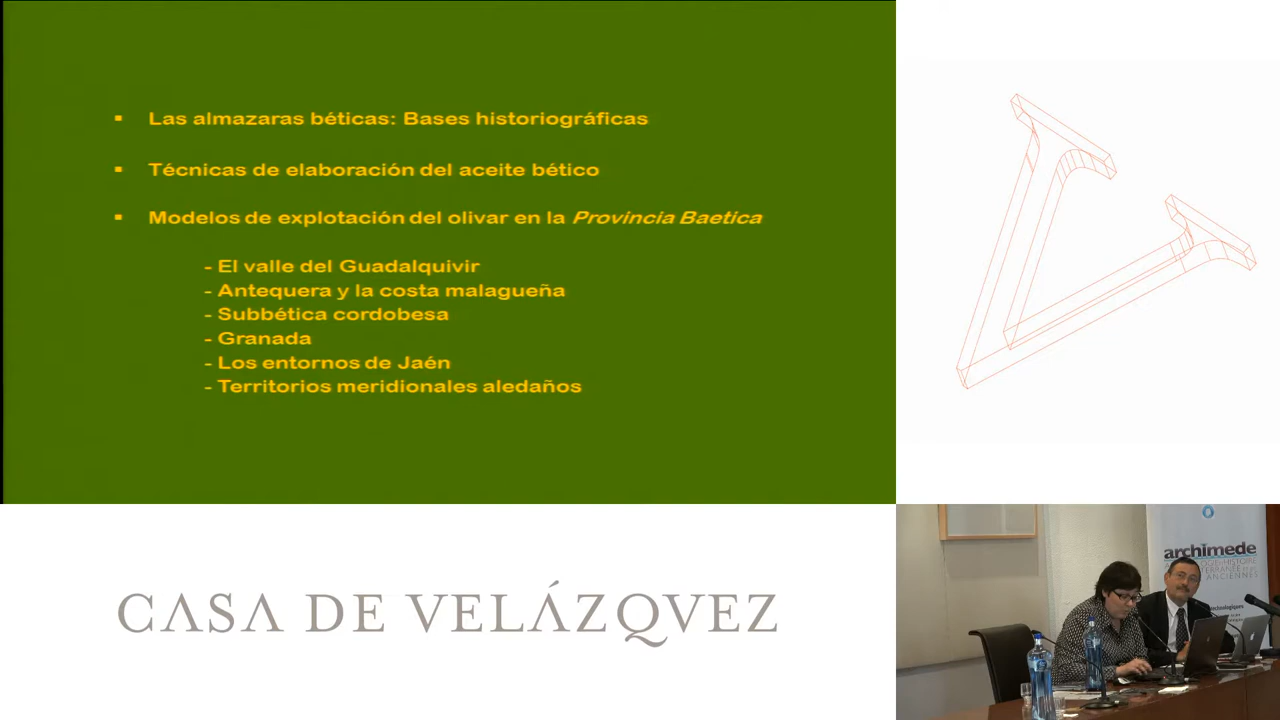 ▪ Las almazaras béticas: Bases historiográficas
▪ Técnicas de elaboración del aceite bético
▪ Modelos de explotación del olivar en la Provincia Baetica
- El valle del Guadalquivir
- Antequera y la costa malagueña
- Subbética cordobesa
- Granada
- Los entornos de Jaén
- Territorios meridionales aledaños
CASA DE VELÁZQVEZ
archimede
HISTOIRE
ANCIENNES